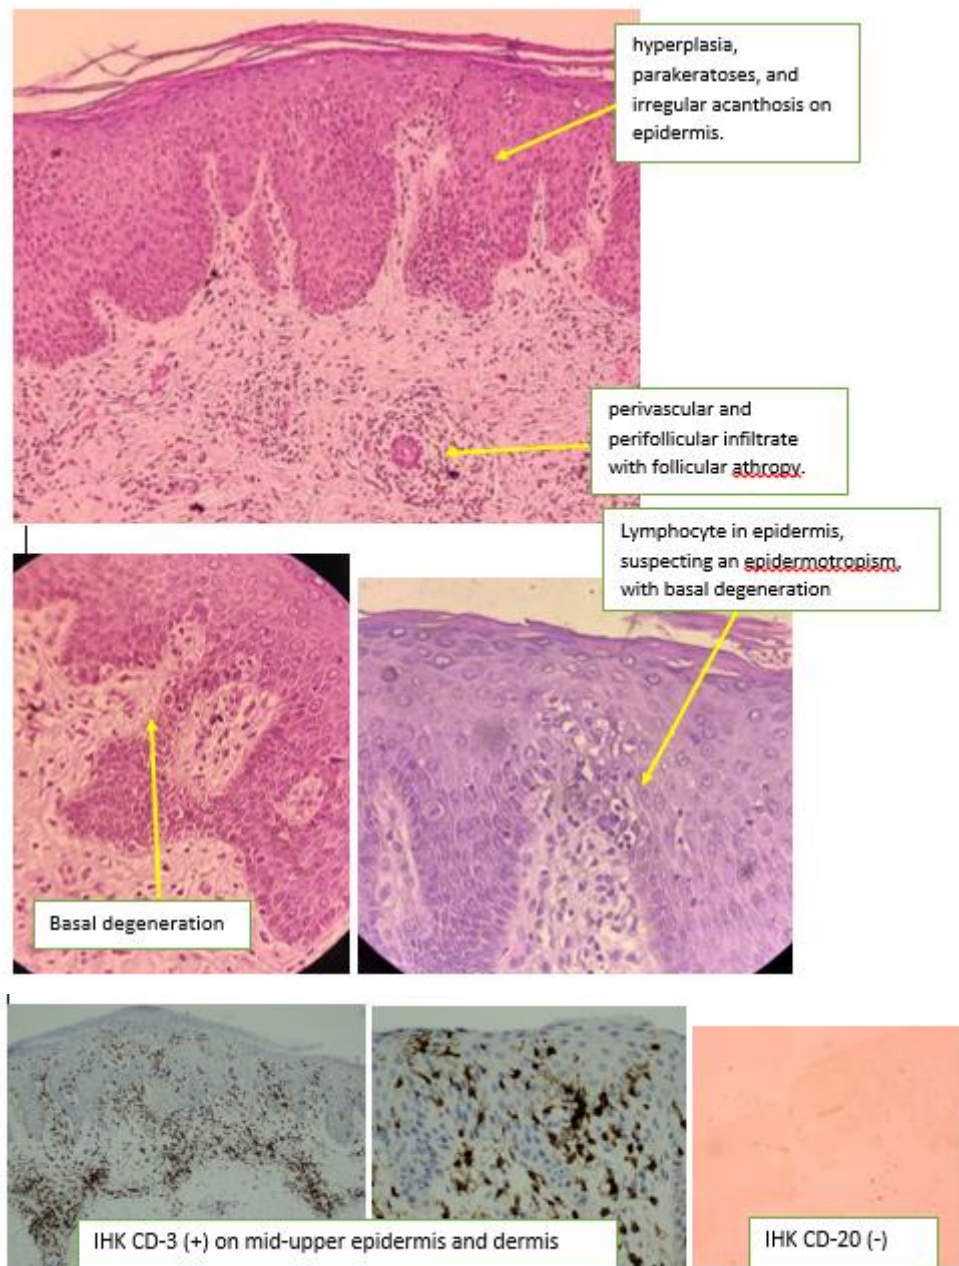 hyperplasia,
parakeratoses, and
irregular acanthosis on
epidermis.
perivascular and
perifollicular infiltrate
with follicular athropy.
Lymphocyte in epidermis,
suspecting an epidermotropism,
with basal degeneration
Basal degeneration
IHK CD-3 (+) on mid-upper epidermis and dermis
IHK CD-20 (-)